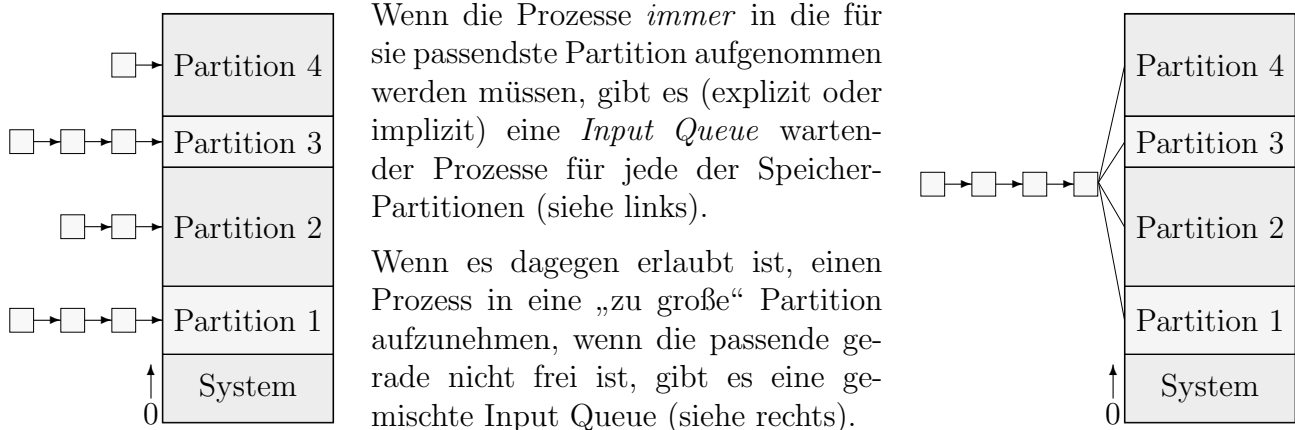 Partition 4
Partition 3
Partition 2
Partition 1
System
0
Wenn die Prozesse immer in die für
sie passendste Partition aufgenommen
werden müssen, gibt es (explizit oder
implizit) eine Input Queue warten-
der Prozesse für jede der Speicher-
Partitionen (siehe links).
Wenn es dagegen erlaubt ist, einen
Prozess in eine „zu große“ Partition
aufzunehmen, wenn die passende ge-
rade nicht frei ist, gibt es eine ge-
mischte Input Queue (siehe rechts).
Partition 4
Partition 3
Partition 2
Partition 1
System
0